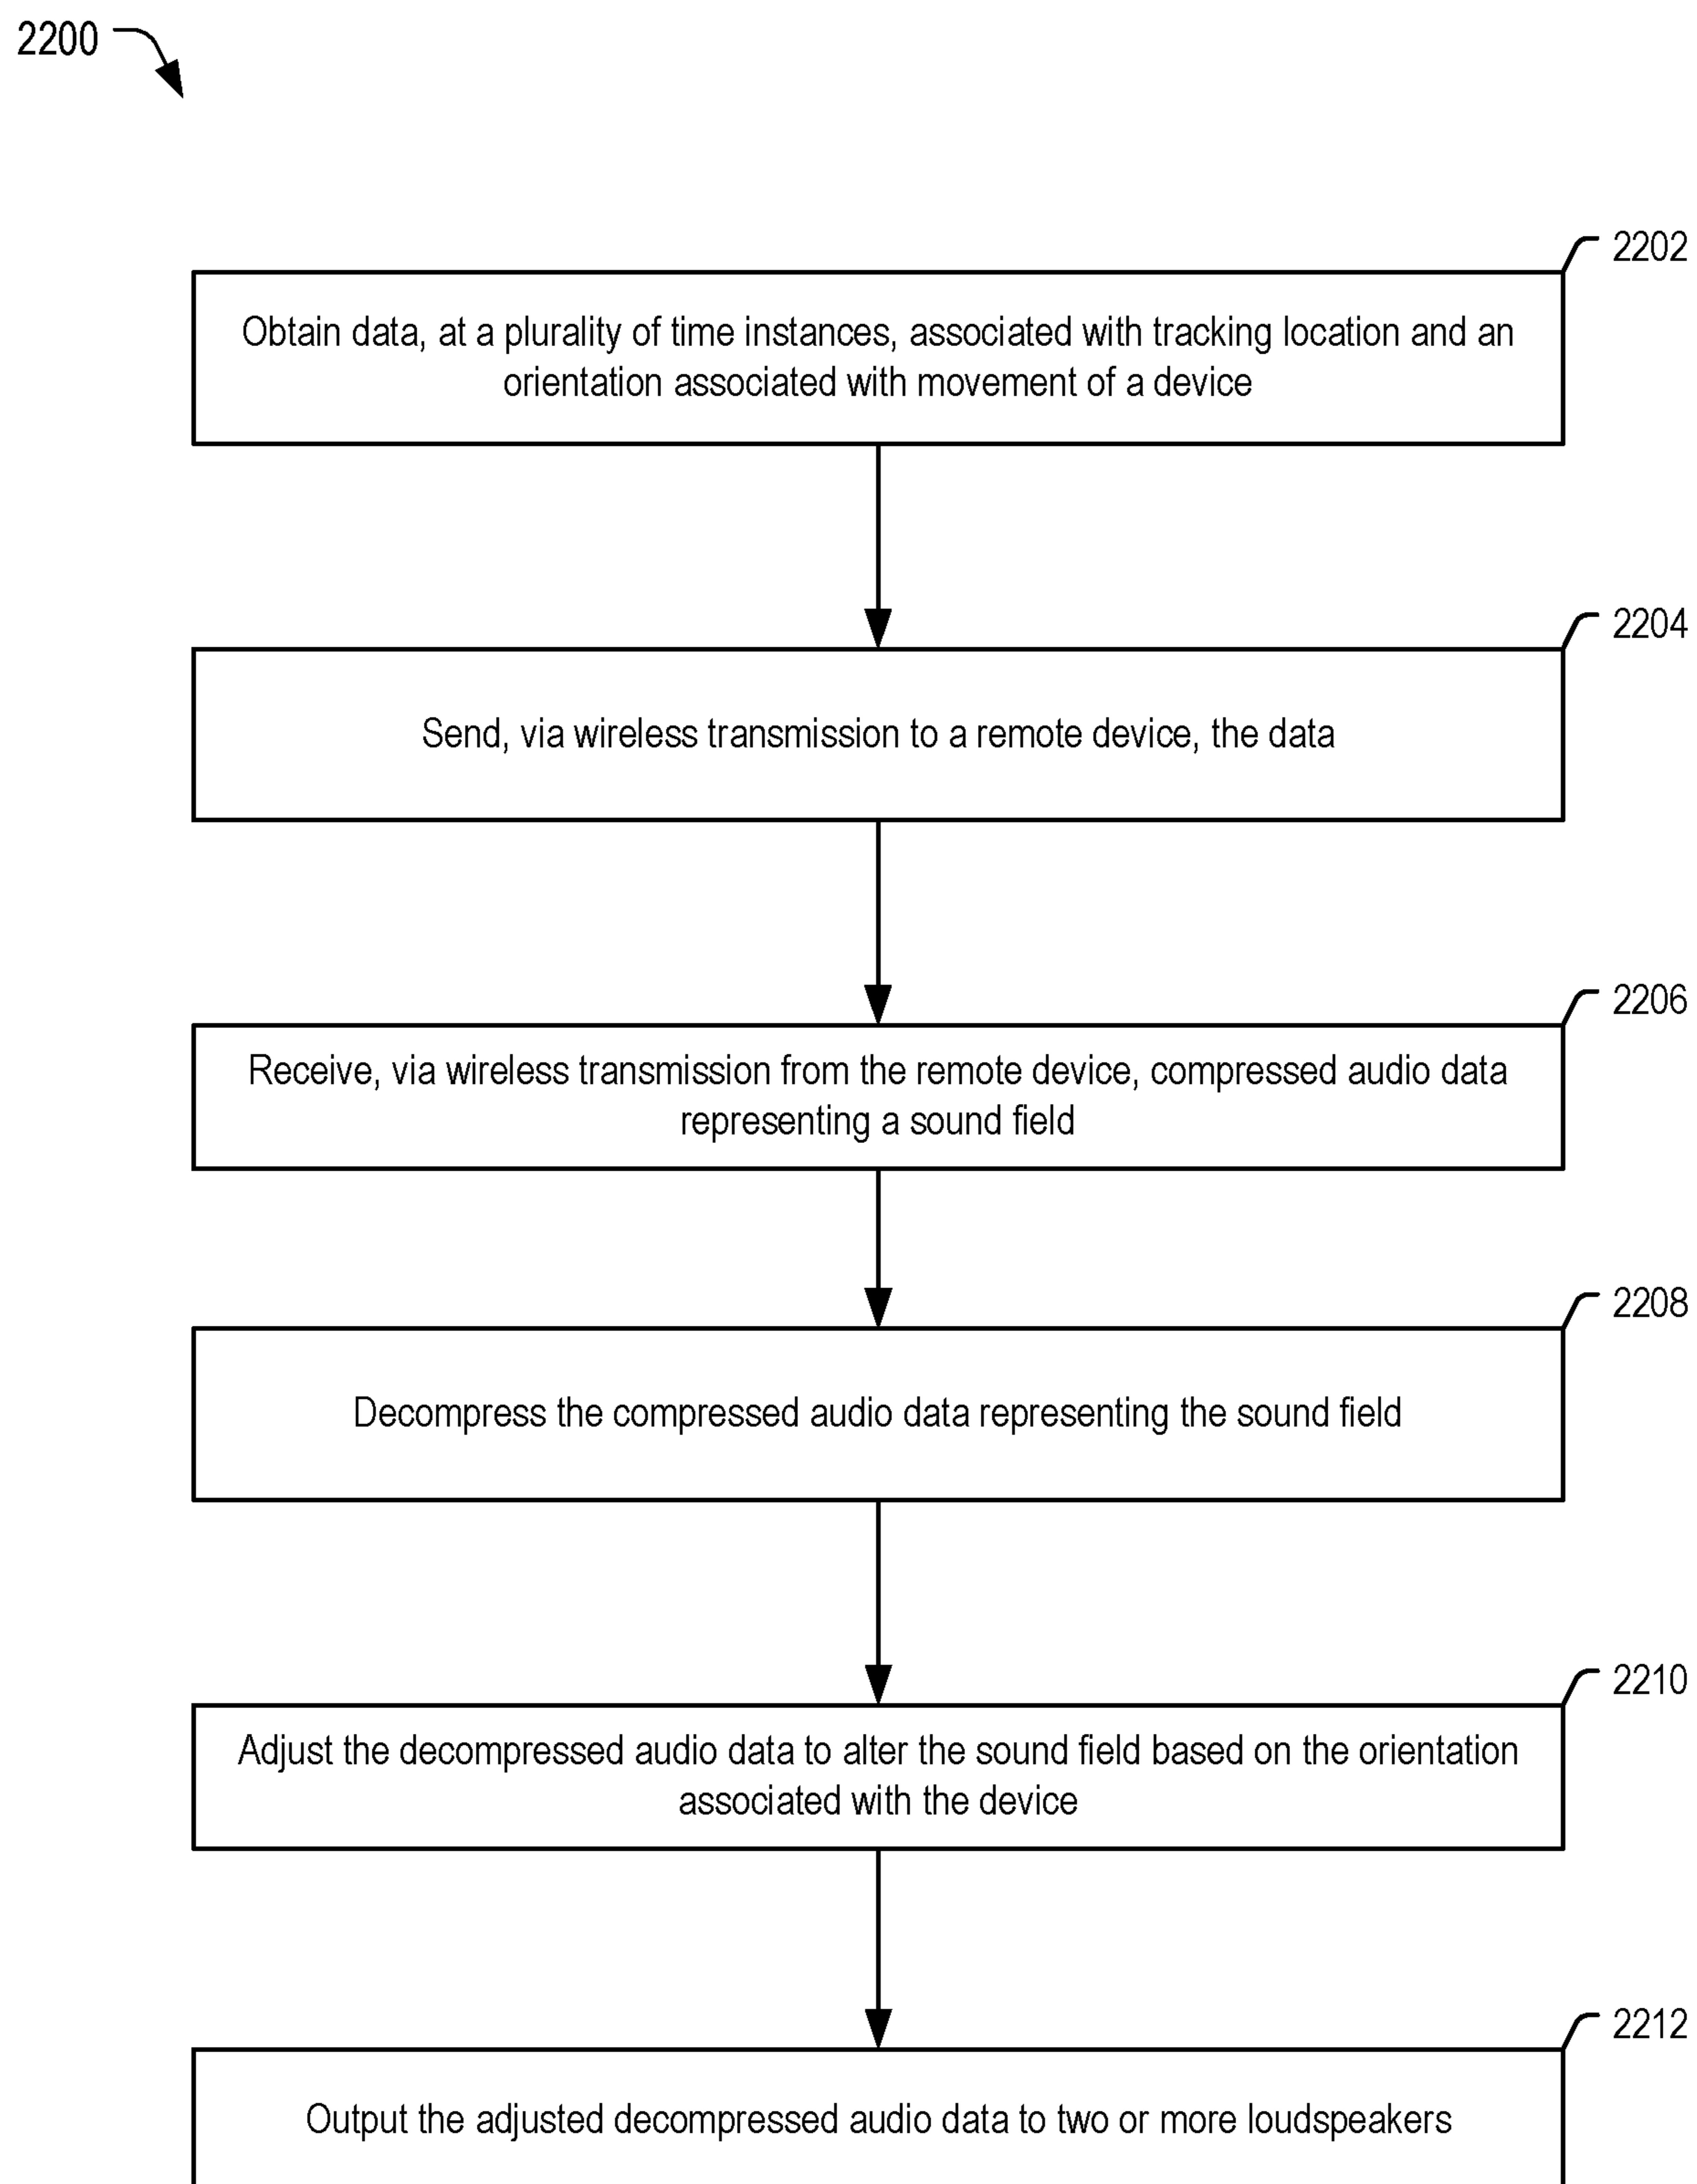 2200
2202
Obtain data, at a plurality of time instances, associated with tracking location and an
orientation associated with movement of a device
2204
Send, via wireless transmission to a remote device, the data
2206
Receive, via wireless transmission from the remote device, compressed audio data
representing a sound field
2208
Decompress the compressed audio data representing the sound field
2210
Adjust the decompressed audio data to alter the sound field based on the orientation
associated with the device
2212
Output the adjusted decompressed audio data to two or more loudspeakers